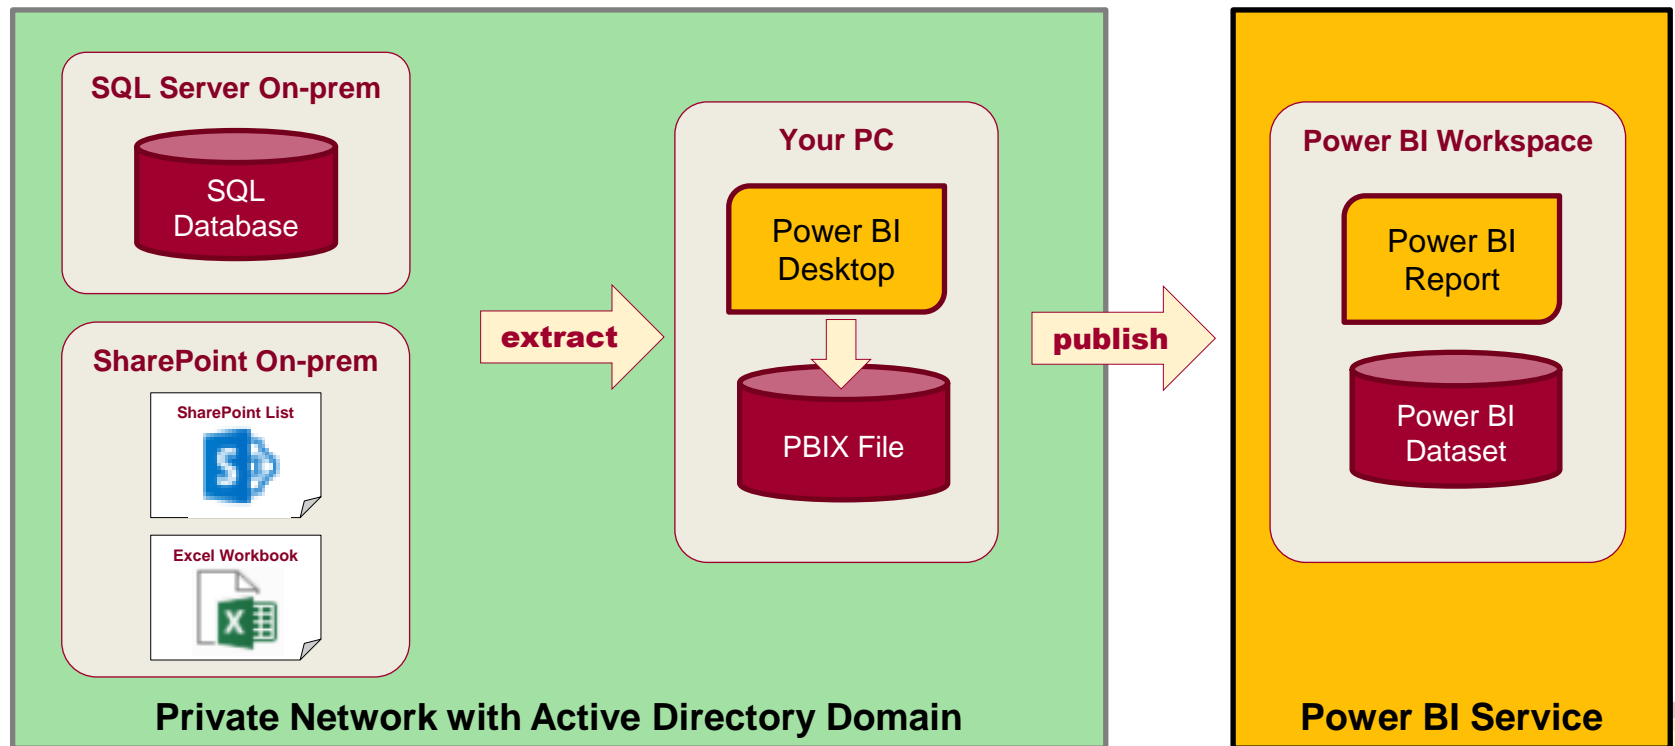 SQL Server On-prem
SQL
Database
SharePoint On-prem
SharePoint List
S
Excel Workbook
X
extract
Your PC
Power BI
Desktop
PBIX File
publish
Private Network with Active Directory Domain
Power BI Workspace
Power BI
Report
Power BI
Dataset
Power BI Service